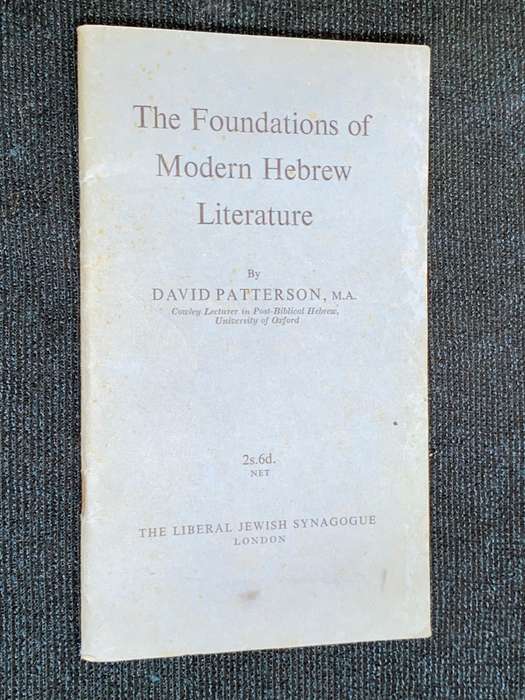 The Foundations of
Modern Hebrew
Literature
By
DAVID PATTERSON, M.A.
Cowley Lecturer in Post-Biblical Hebrew,
University of Oxford
2s.6d.
NET
THE LIBERAL JEWISH SYNAGOGUE
LONDON